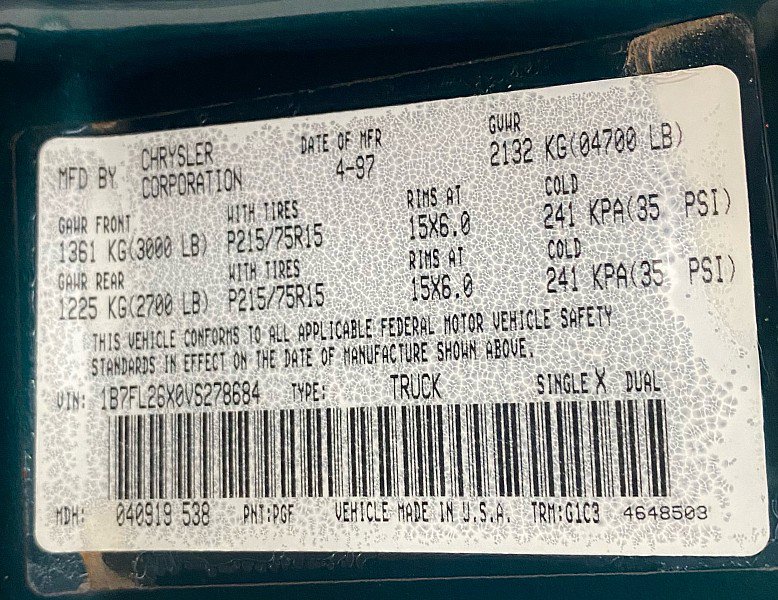 MFD BY CHRYSLER CORPORATION DATE OF MFR 4-97 GVWR 2132 KG(04700 LB)
GAWR FRONT WITH TIRES RIMS AT COLD
1361 KG(3000 LB) P215/75R15 15X6.0 241 KPA(35 PSI)
GAWR REAR WITH TIRES RIMS AT COLD
1225 KG(2700 LB) P215/75R15 15X6.0 241 KPA(35 PSI)
THIS VEHICLE CONFORMS TO ALL APPLICABLE FEDERAL MOTOR VEHICLE SAFETY
STANDARDS IN EFFECT ON THE DATE OF MANUFACTURE SHOWN ABOVE.
VIN: 1B7FL26X0VS278684 TYPE: TRUCK SINGLE X DUAL
MDH: 040919 538 PNT:PGF VEHICLE MADE IN U.S.A. TRM:G1C3 4648503